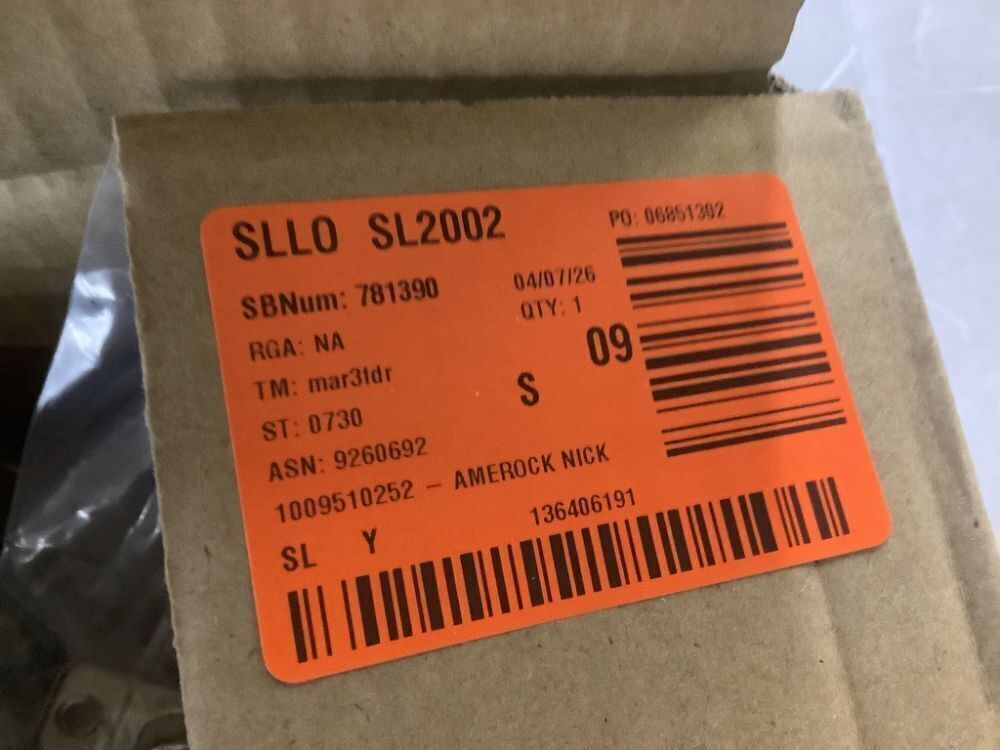 SLLO SL2002
PO: 06851302
SBNum: 781390
04/07/26
QTY: 1
RGA: NA
09
TM: mar3tdr
S
ST: 0730
ASN: 9260692
1009510252 - AMEROCK NICK
SL Y
136406191